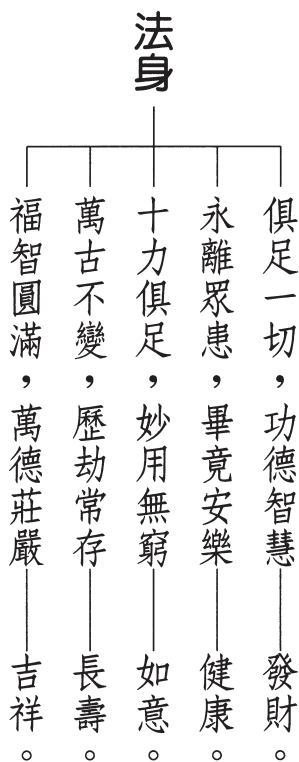 法身
俱足一切，功德智慧——發財。
永離眾患，畢竟安樂——健康。
十力俱足，妙用無窮——如意。
萬古不變，歷劫常存——長壽。
福智圓滿，萬德莊嚴——吉祥。